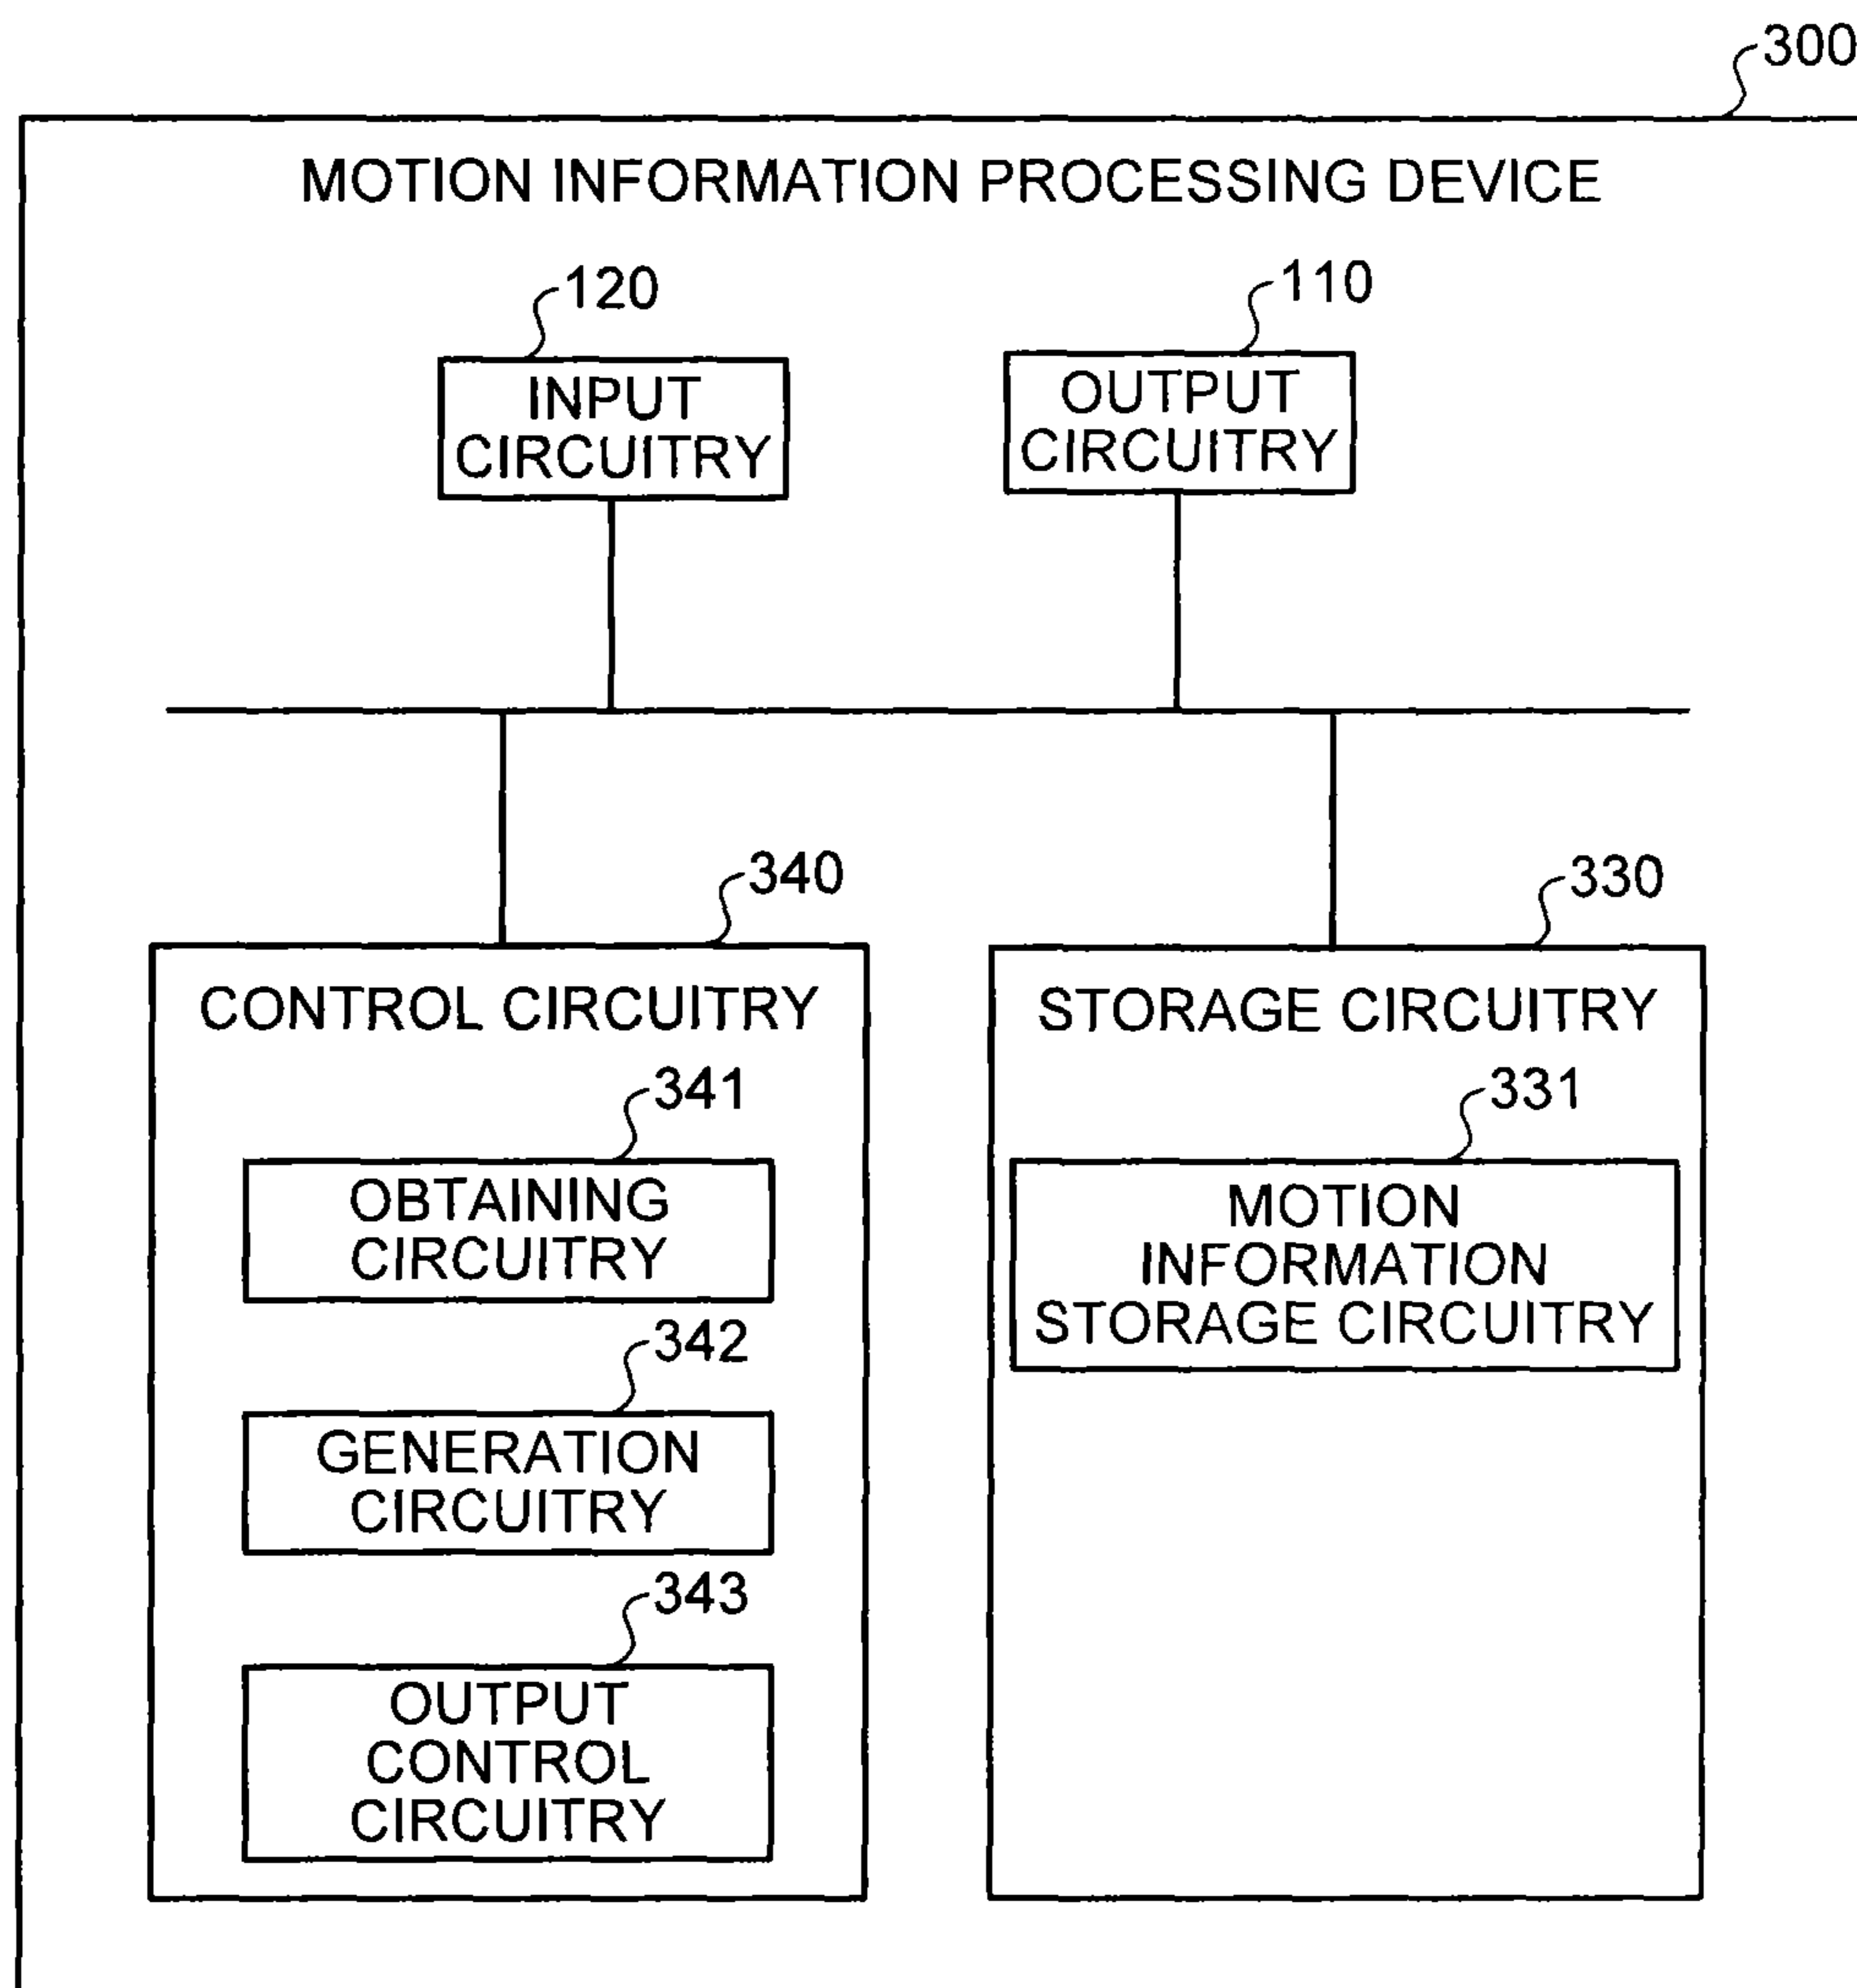 300
MOTION INFORMATION PROCESSING DEVICE
120
110
INPUT
CIRCUITRY
OUTPUT
CIRCUITRY
340
330
CONTROL CIRCUITRY
341
OBTAINING
CIRCUITRY
342
GENERATION
CIRCUITRY
343
OUTPUT
CONTROL
CIRCUITRY
STORAGE CIRCUITRY
331
MOTION
INFORMATION
STORAGE CIRCUITRY